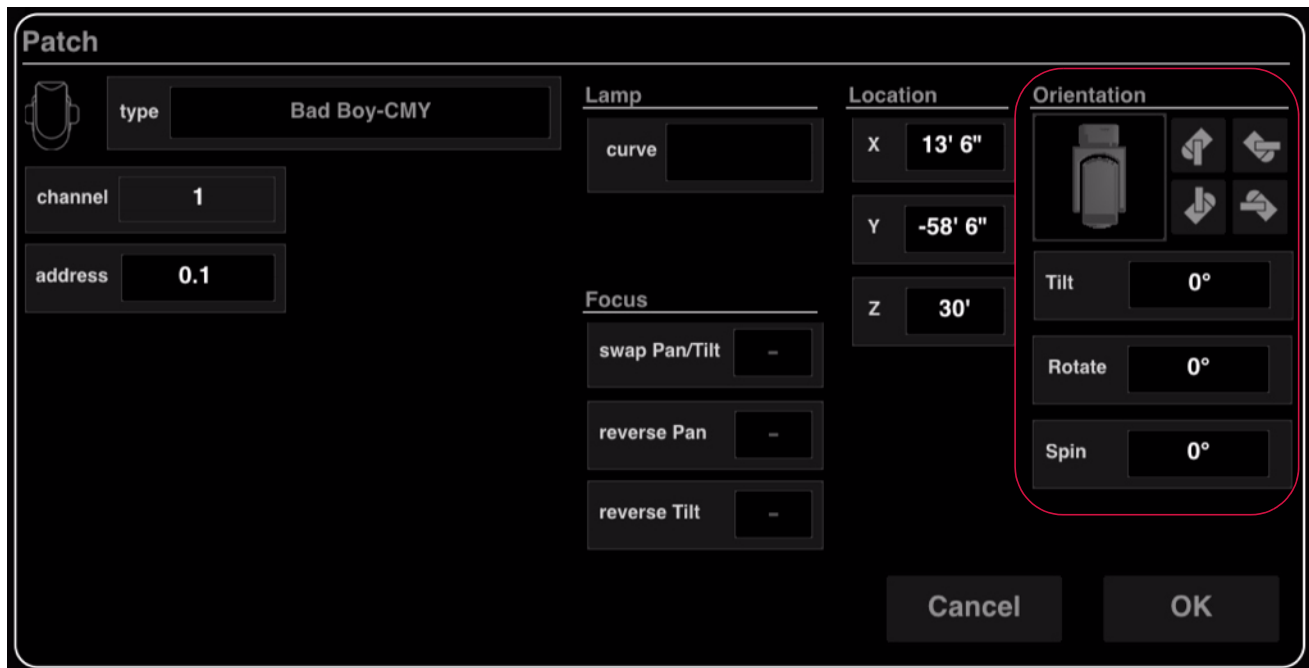 Patch
type
Bad Boy-CMY
channel
1
address
0.1
Lamp
curve
Focus
swap Pan/Tilt
-
reverse Pan
-
reverse Tilt
-
Location
X
13' 6"
Y
-58' 6"
Z
30'
Orientation
Tilt
0°
Rotate
0°
Spin
0°
Cancel
OK